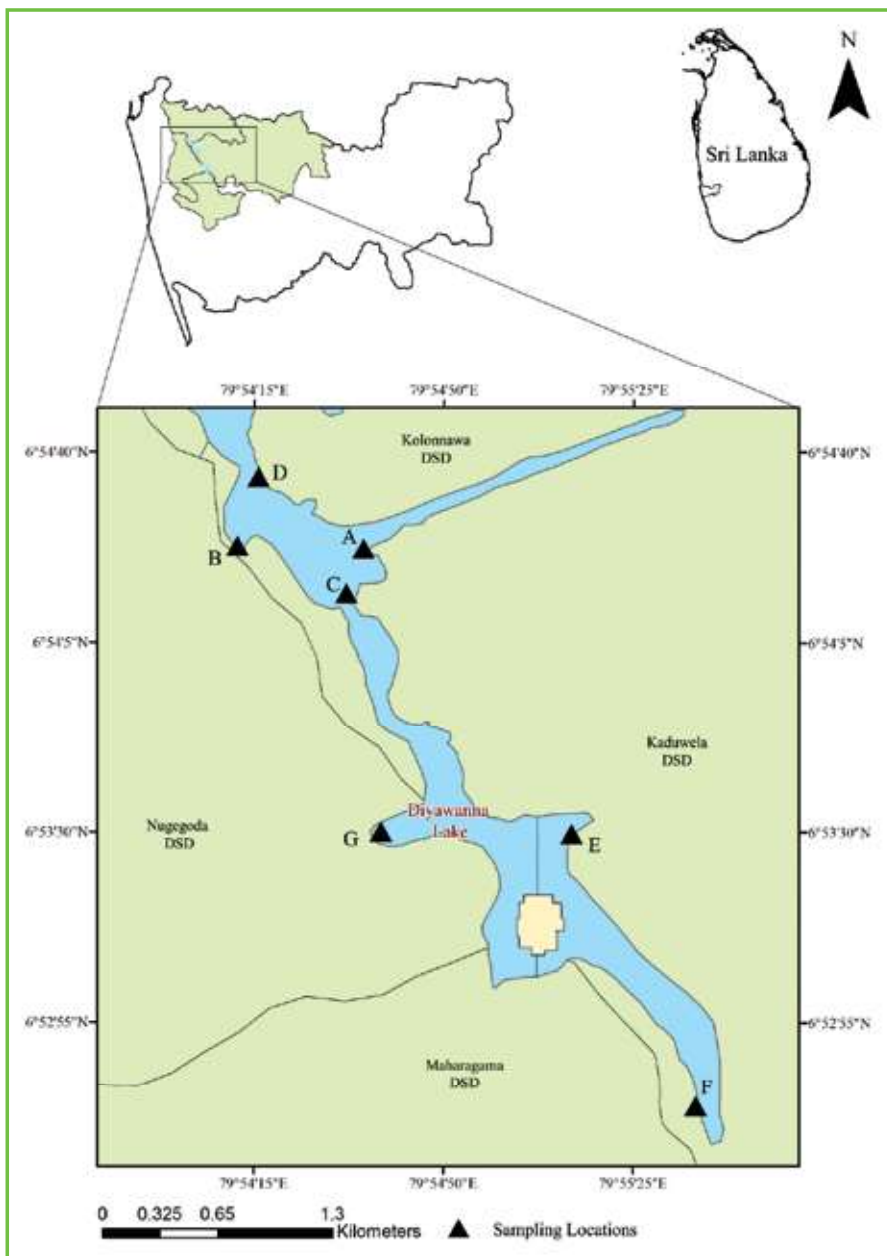 N
Sri Lanka
79°54'15"E
79°54'50"E
79°55'25"E
6°54'40"N
Kolonnawa
DSD
6°54'40"N
D
A
B
C
6°54'5"N
6°54'5"N
Kaduwela
DSD
Diyawanna
Lake
Nugegoda
DSD
6°53'30"N
G
E
6°53'30"N
6°52'55"N
6°52'55"N
Maharagama
DSD
F
79°54'15"E
79°54'50"E
79°55'25"E
0 0.325 0.65 1.3
Kilometers
Sampling Locations